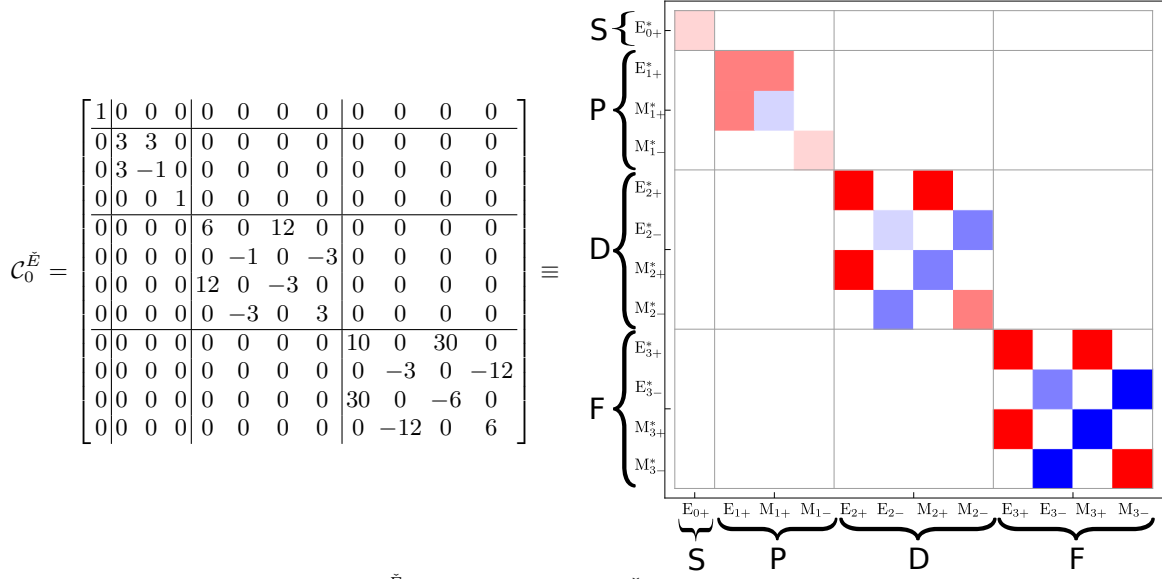 1 0 0 0 0 0 0 0 0 0 0 0
0 3 3 0 0 0 0 0 0 0 0 0
0 3 −1 0 0 0 0 0 0 0 0 0
0 0 0 1 0 0 0 0 0 0 0 0
0 0 0 0 6 0 12 0 0 0 0 0
0 0 0 0 0 −1 0 −3 0 0 0 0
C₀^Ě =
0 0 0 0 12 0 −3 0 0 0 0 0
≡
0 0 0 0 0 −3 0 3 0 0 0 0
0 0 0 0 0 0 0 0 10 0 30 0
0 0 0 0 0 0 0 0 0 −3 0 −12
0 0 0 0 0 0 0 0 30 0 −6 0
0 0 0 0 0 0 0 0 0 −12 0 6
S { E*₀₊
P { E*₁₊
M*₁₊
M*₁₋
D { E*₂₊
E*₂₋
M*₂₊
M*₂₋
F { E*₃₊
E*₃₋
M*₃₊
M*₃₋
E₀₊ E₁₊ M₁₊ M₁₋ E₂₊ E₂₋ M₂₊ M₂₋ E₃₊ E₃₋ M₃₊ M₃₋
S P D F